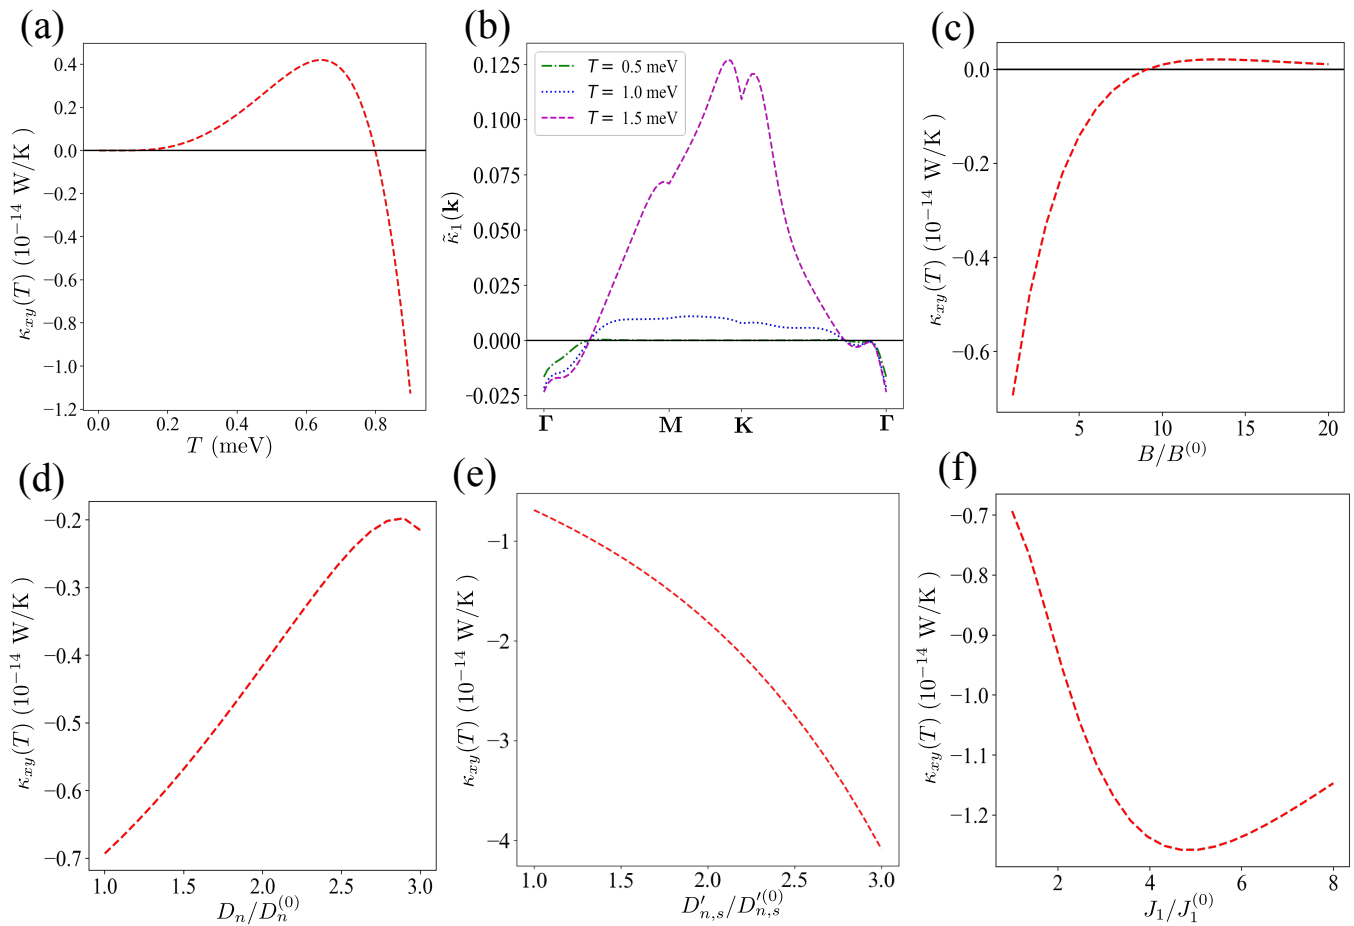 (a)
κxy(T) (10⁻¹⁴ W/K )
0.4
0.2
0.0
−0.2
−0.4
−0.6
−0.8
−1.0
−1.2
0.0 0.2 0.4 0.6 0.8
T (meV)
(b)
κ̃₁(k)
0.125
0.100
0.075
0.050
0.025
0.000
−0.025
T = 0.5 meV
T = 1.0 meV
T = 1.5 meV
Γ M K Γ
(c)
κxy(T) (10⁻¹⁴ W/K )
0.0
−0.2
−0.4
−0.6
5 10 15 20
B/B⁽⁰⁾
(d)
κxy(T) (10⁻¹⁴ W/K )
−0.2
−0.3
−0.4
−0.5
−0.6
−0.7
1.0 1.5 2.0 2.5 3.0
Dₙ/Dₙ⁽⁰⁾
(e)
κxy(T) (10⁻¹⁴ W/K )
−1
−2
−3
−4
1.0 1.5 2.0 2.5 3.0
D′n,s/D′n,s⁽⁰⁾
(f)
κxy(T) (10⁻¹⁴ W/K )
−0.7
−0.8
−0.9
−1.0
−1.1
−1.2
2 4 6 8
J₁/J₁⁽⁰⁾